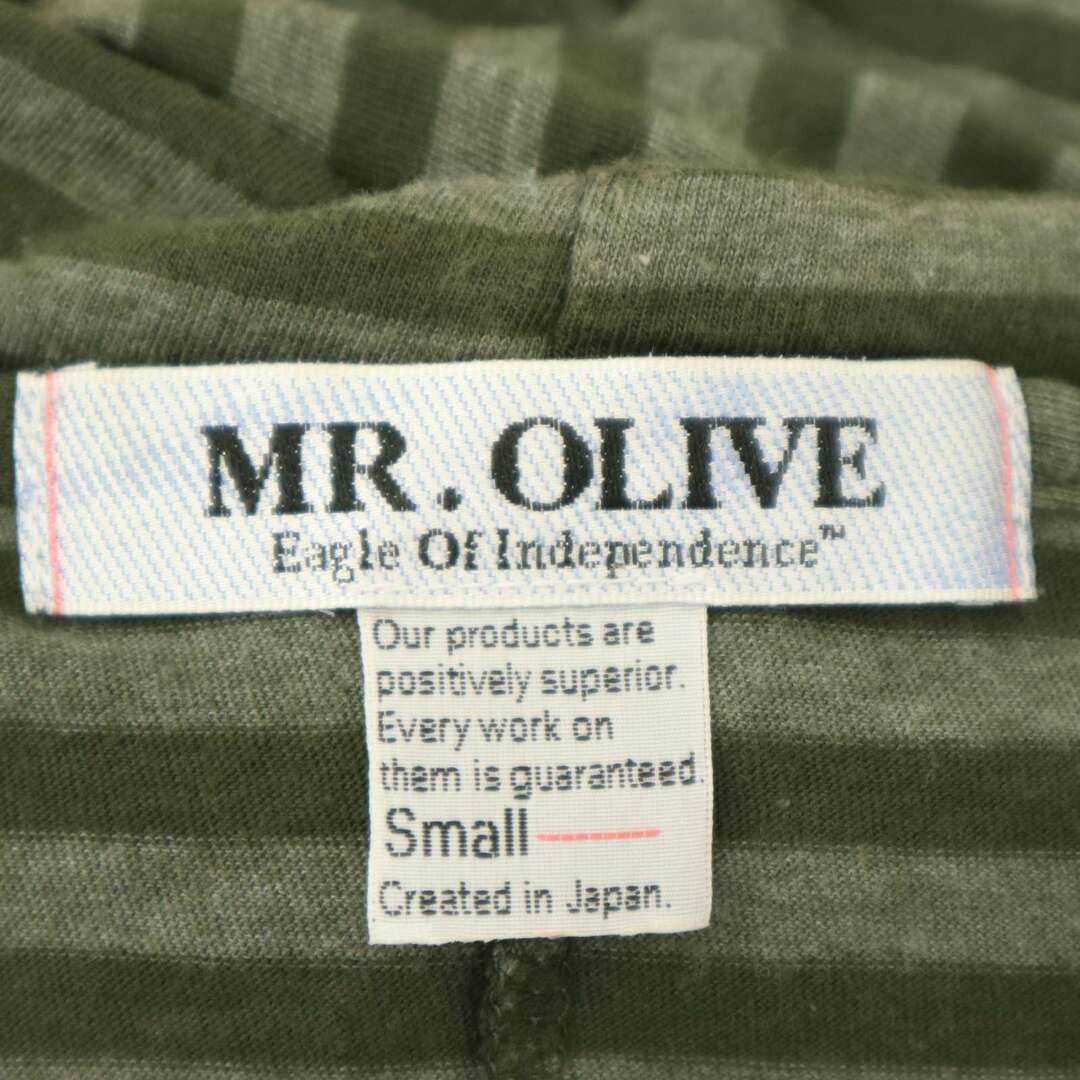 MR. OLIVE
Eagle Of Independence™
Our products are
positively superior.
Every work on
them is guaranteed.
Small
Created in Japan.